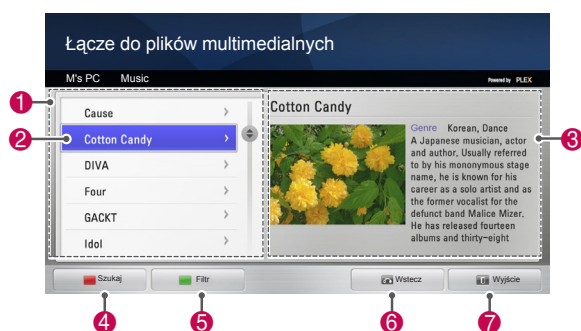 Łącze do plików multimedialnych
M's PC Music
Powered by PLEX
1
2
3
Cause
Cotton Candy
DIVA
Four
GACKT
Idol
Cotton Candy
Genre Korean, Dance
A Japanese musician, actor
and author. Usually referred
to by his mononymous stage
name, he is known for his
career as a solo artist and as
the former vocalist for the
defunct band Malice Mizer.
He has released fourteen
albums and thirty-eight
Szukaj
Filtr
Wstecz
Wyjście
4
5
6
7